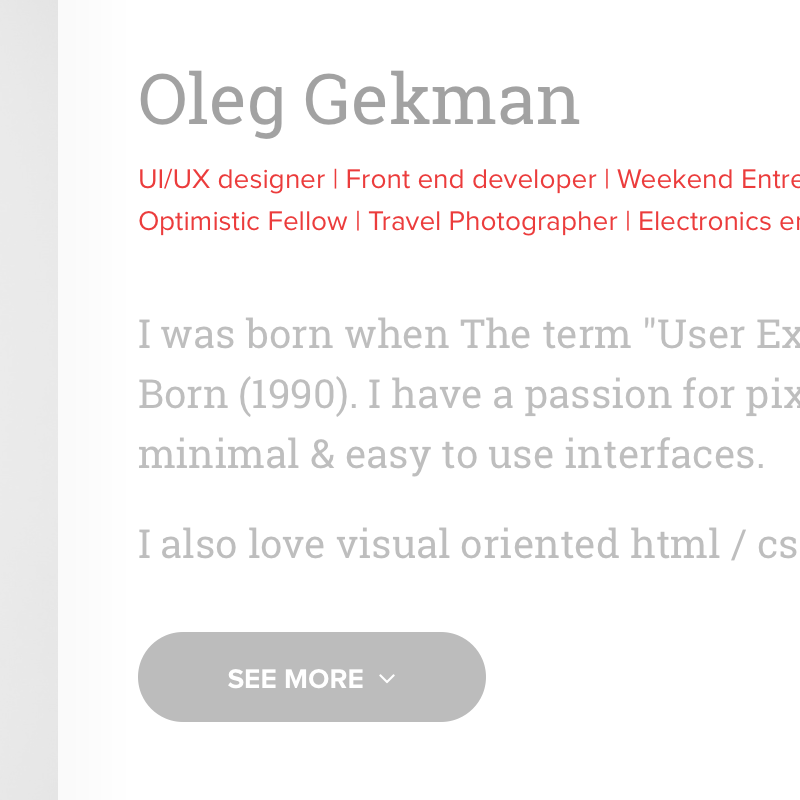 Oleg Gekman
UI/UX designer | Front end developer | Weekend Entre
Optimistic Fellow | Travel Photographer | Electronics
I was born when The term "User Ex
Born (1990). I have a passion for pix
minimal & easy to use interfaces.
I also love visual oriented html / cs
SEE MORE